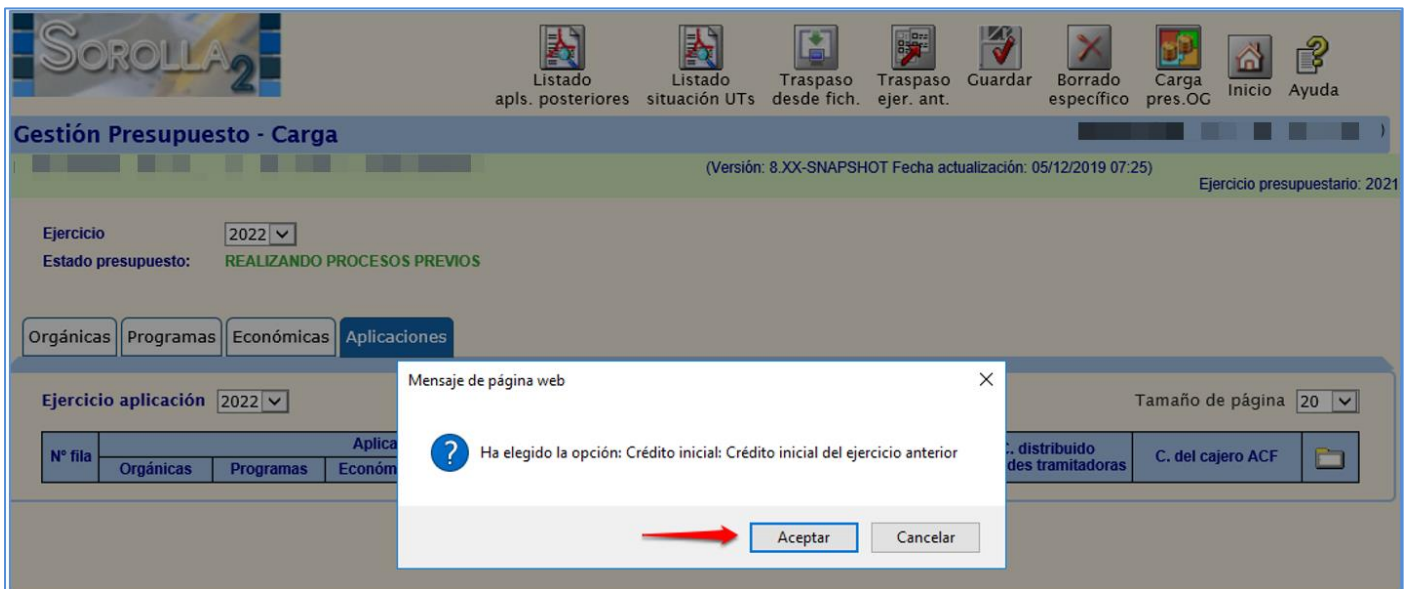 SOROLLA2
Listado
apls. posteriores
Listado
situación UTs
Traspaso
desde fich.
Traspaso
ejer. ant.
Guardar
Borrado
específico
Carga
pres.OG
Inicio
Ayuda
Gestión Presupuesto - Carga
)
(Versión: 8.XX-SNAPSHOT Fecha actualización: 05/12/2019 07:25)
Ejercicio presupuestario: 2021
Ejercicio 2022
Estado presupuesto: REALIZANDO PROCESOS PREVIOS
Orgánicas Programas Económicas Aplicaciones
Mensaje de página web
Ejercicio aplicación 2022
Tamaño de página 20
Ha elegido la opción: Crédito inicial: Crédito inicial del ejercicio anterior
Nº fila
Aplica
Orgánicas Programas Económ
C. distribuido
des tramitadoras
C. del cajero ACF
Aceptar Cancelar